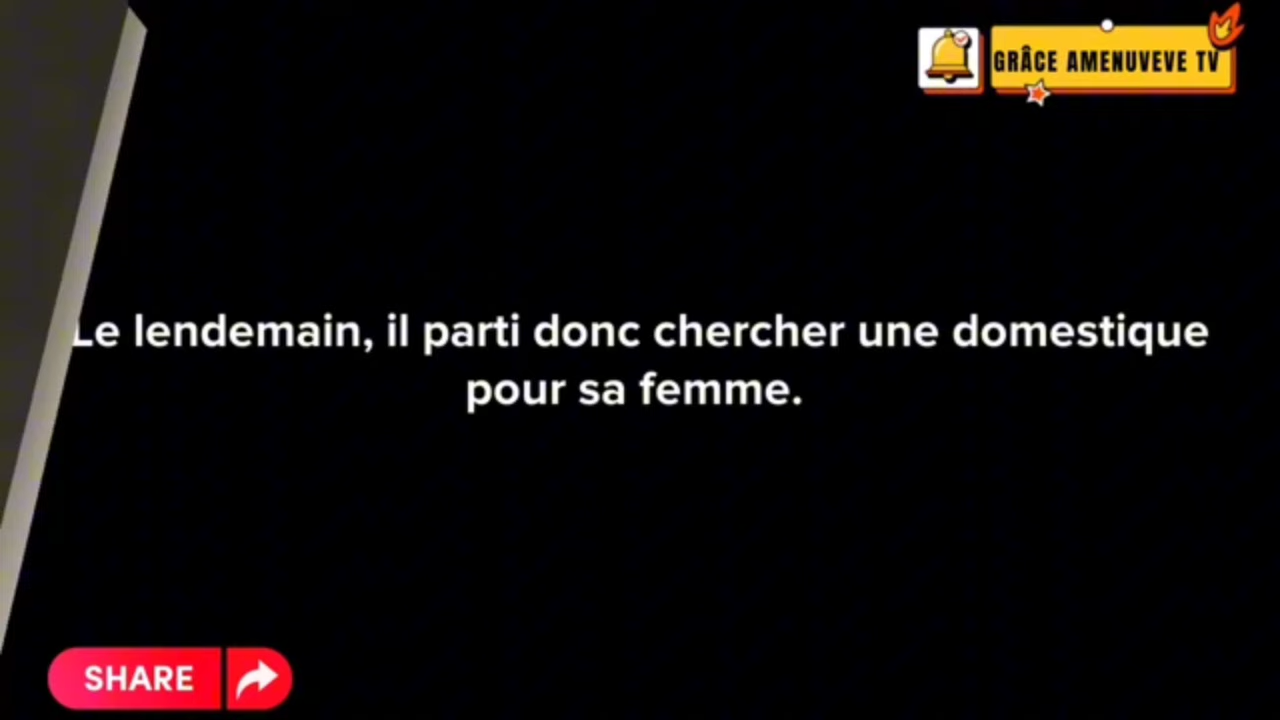 GRÂCE AMENUVEVE TV
Le lendemain, il parti donc chercher une domestique
pour sa femme.
SHARE